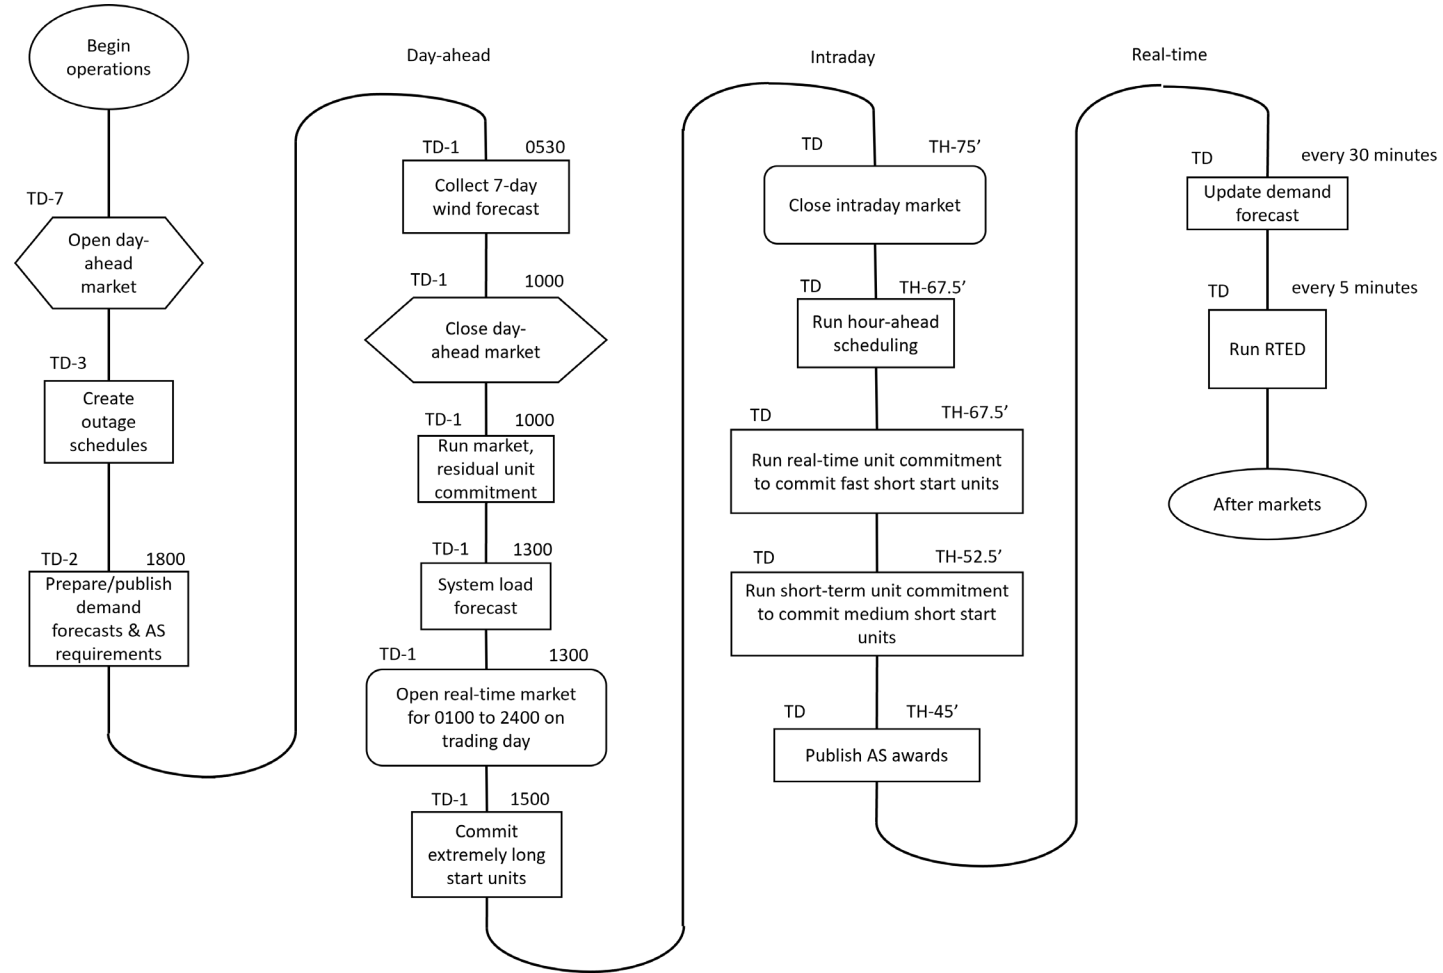 Begin
operations
TD-7
Open day-
ahead
market
TD-3
Create
outage
schedules
TD-2 1800
Prepare/publish
demand
forecasts & AS
requirements
Day-ahead
TD-1 0530
Collect 7-day
wind forecast
TD-1 1000
Close day-
ahead market
TD-1 1000
Run market,
residual unit
commitment
TD-1 1300
System load
forecast
TD-1 1300
Open real-time market
for 0100 to 2400 on
trading day
TD-1 1500
Commit
extremely long
start units
Intraday
TD TH-75’
Close intraday market
TD TH-67.5’
Run hour-ahead
scheduling
TD TH-67.5’
Run real-time unit commitment
to commit fast short start units
TD TH-52.5’
Run short-term unit commitment
to commit medium short start
units
TD TH-45’
Publish AS awards
Real-time
TD every 30 minutes
Update demand
forecast
TD every 5 minutes
Run RTED
After markets